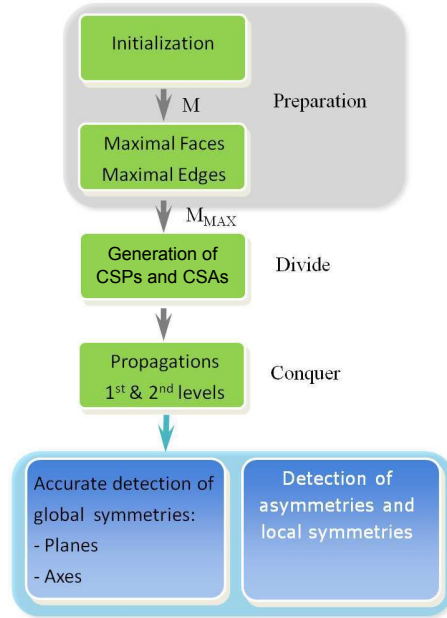 Initialization
M
Preparation
Maximal Faces
Maximal Edges
M_MAX
Generation of
CSPs and CSAs
Divide
Propagations
1st & 2nd levels
Conquer
Accurate detection of
global symmetries:
- Planes
- Axes
Detection of
asymmetries and
local symmetries